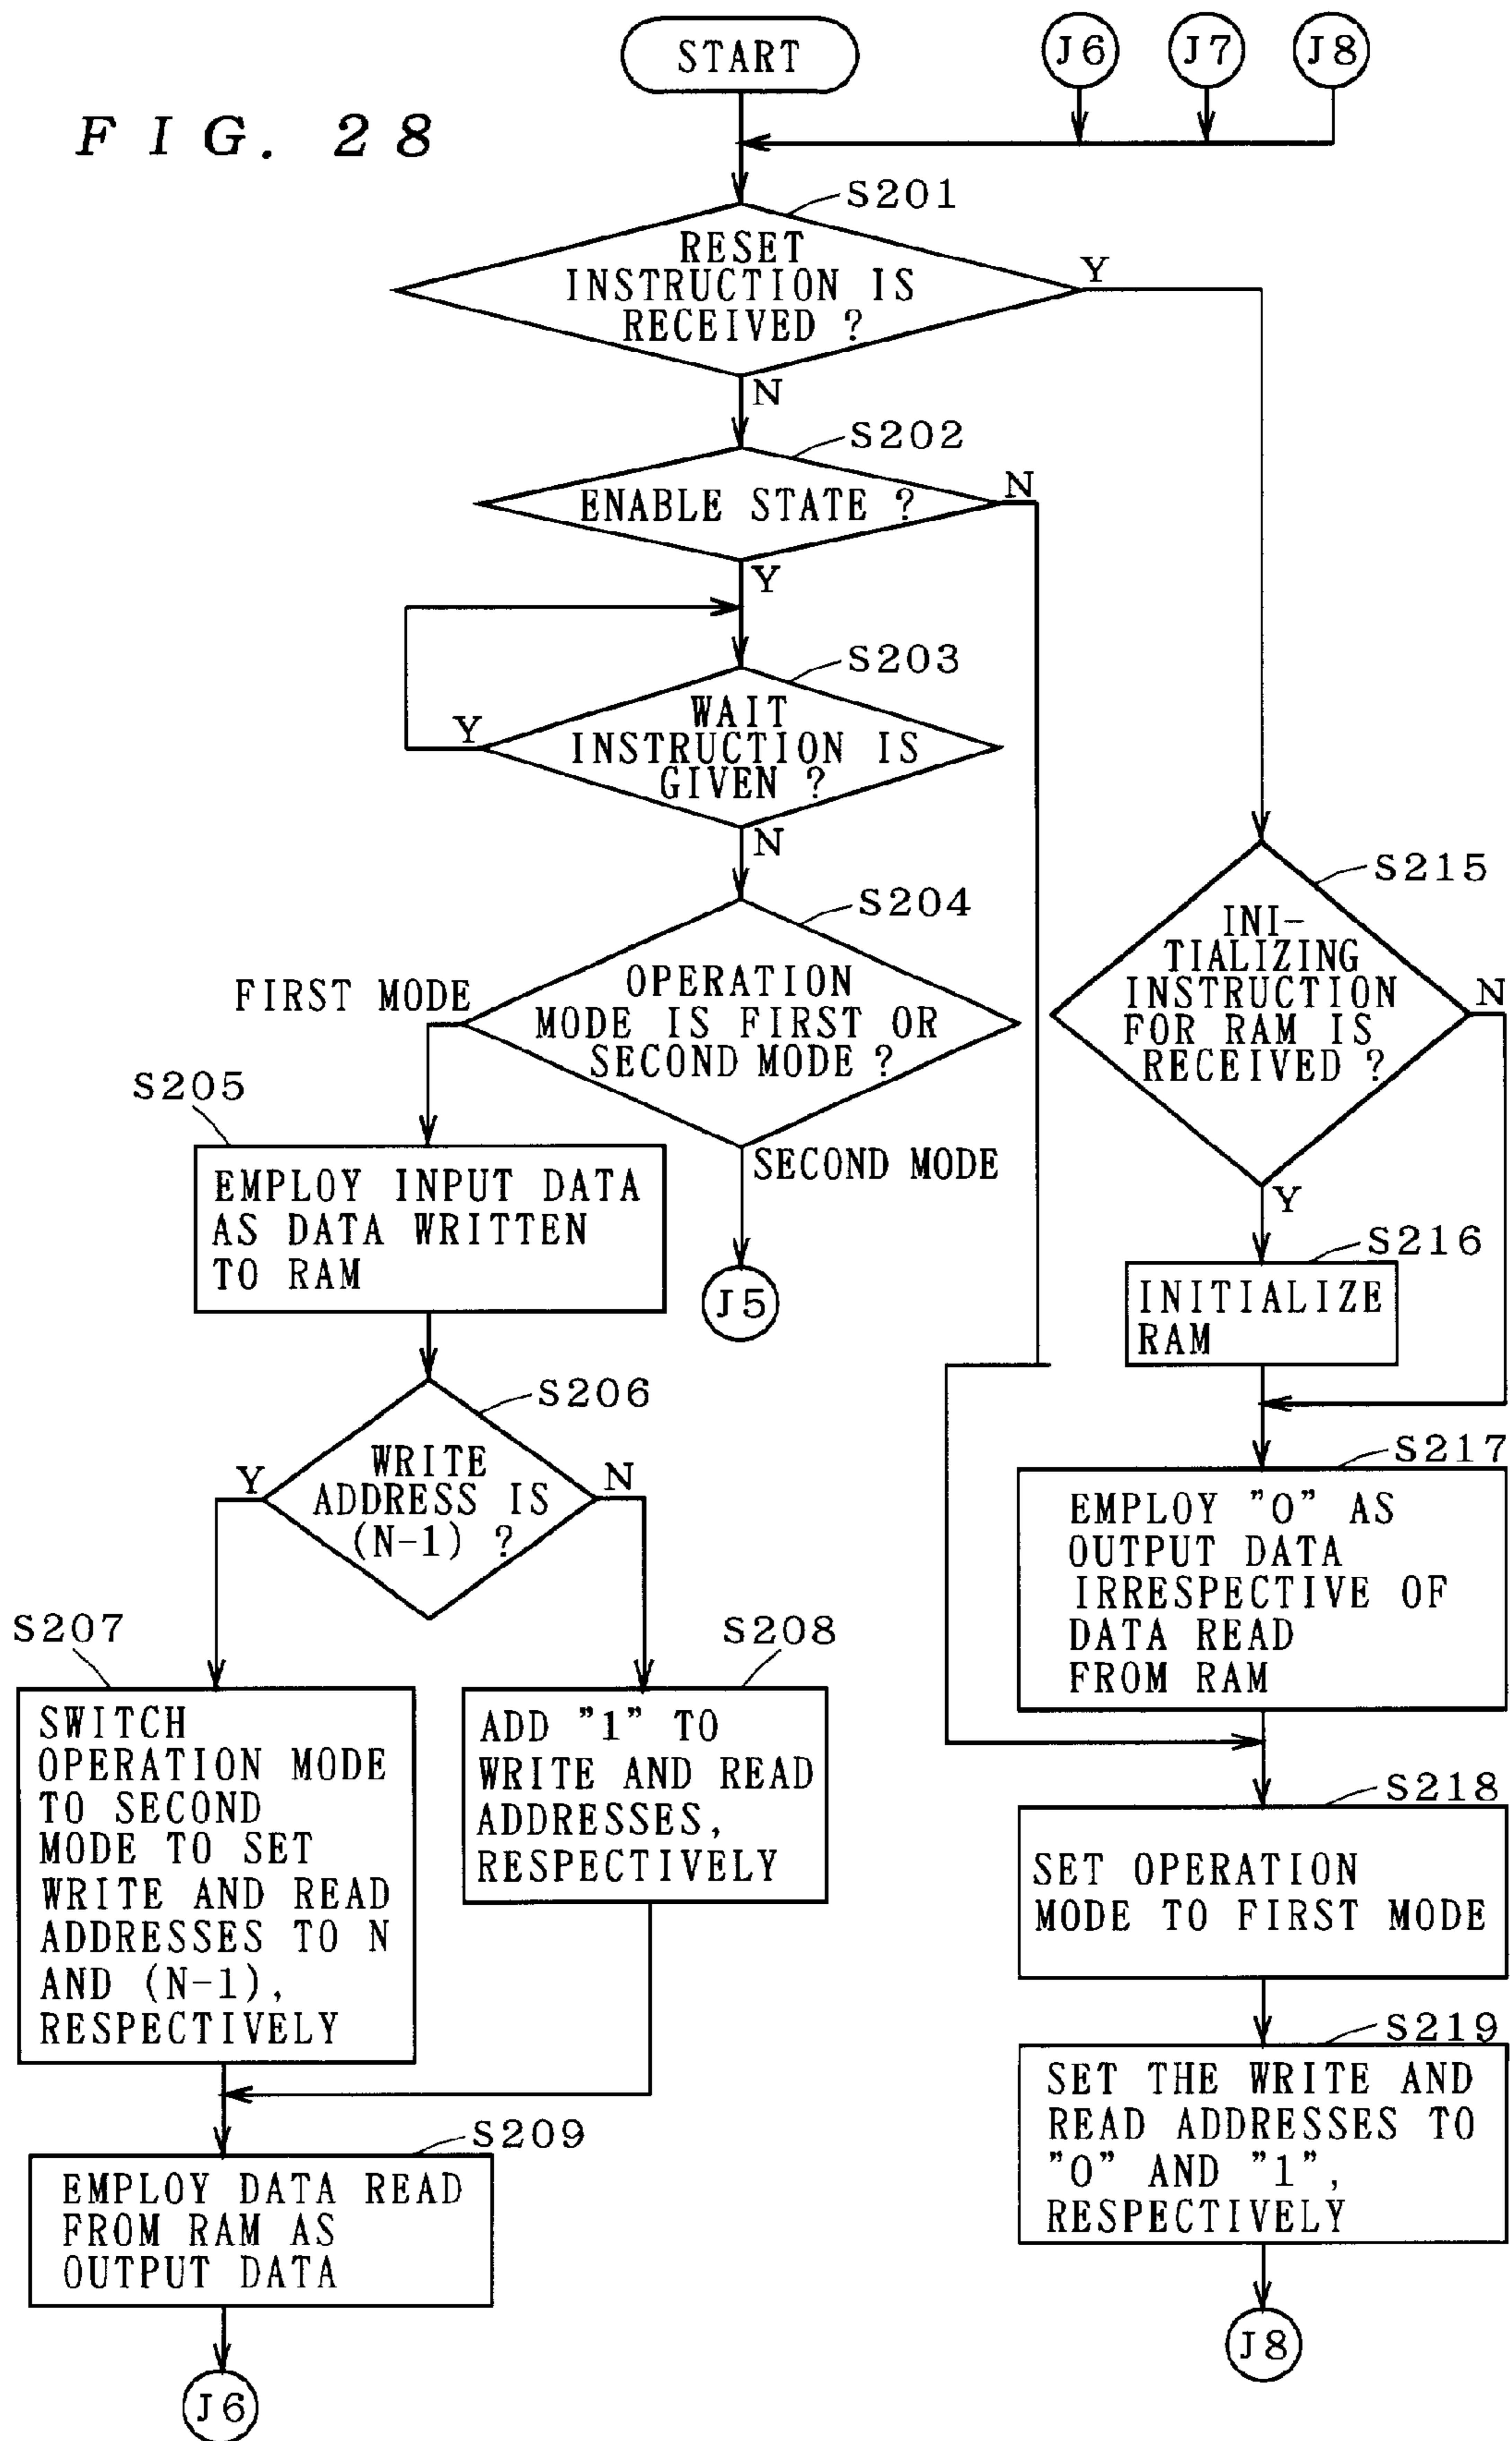 START
J6
J7
J8
FIG. 28
S201
RESET
INSTRUCTION IS
RECEIVED ?
Y
N
S202
ENABLE STATE ?
N
Y
S203
WAIT
INSTRUCTION IS
GIVEN ?
Y
N
S204
OPERATION
MODE IS FIRST OR
SECOND MODE ?
FIRST MODE
SECOND MODE
J5
S205
EMPLOY INPUT DATA
AS DATA WRITTEN
TO RAM
S206
WRITE
ADDRESS IS
(N-1) ?
Y
N
S207
SWITCH
OPERATION MODE
TO SECOND
MODE TO SET
WRITE AND READ
ADDRESSES TO N
AND (N-1),
RESPECTIVELY
S208
ADD "1" TO
WRITE AND READ
ADDRESSES,
RESPECTIVELY
S209
EMPLOY DATA READ
FROM RAM AS
OUTPUT DATA
J6
S215
INI-
TIALIZING
INSTRUCTION
FOR RAM IS
RECEIVED ?
N
Y
S216
INITIALIZE
RAM
S217
EMPLOY "0" AS
OUTPUT DATA
IRRESPECTIVE OF
DATA READ
FROM RAM
S218
SET OPERATION
MODE TO FIRST MODE
S219
SET THE WRITE AND
READ ADDRESSES TO
"0" AND "1",
RESPECTIVELY
J8